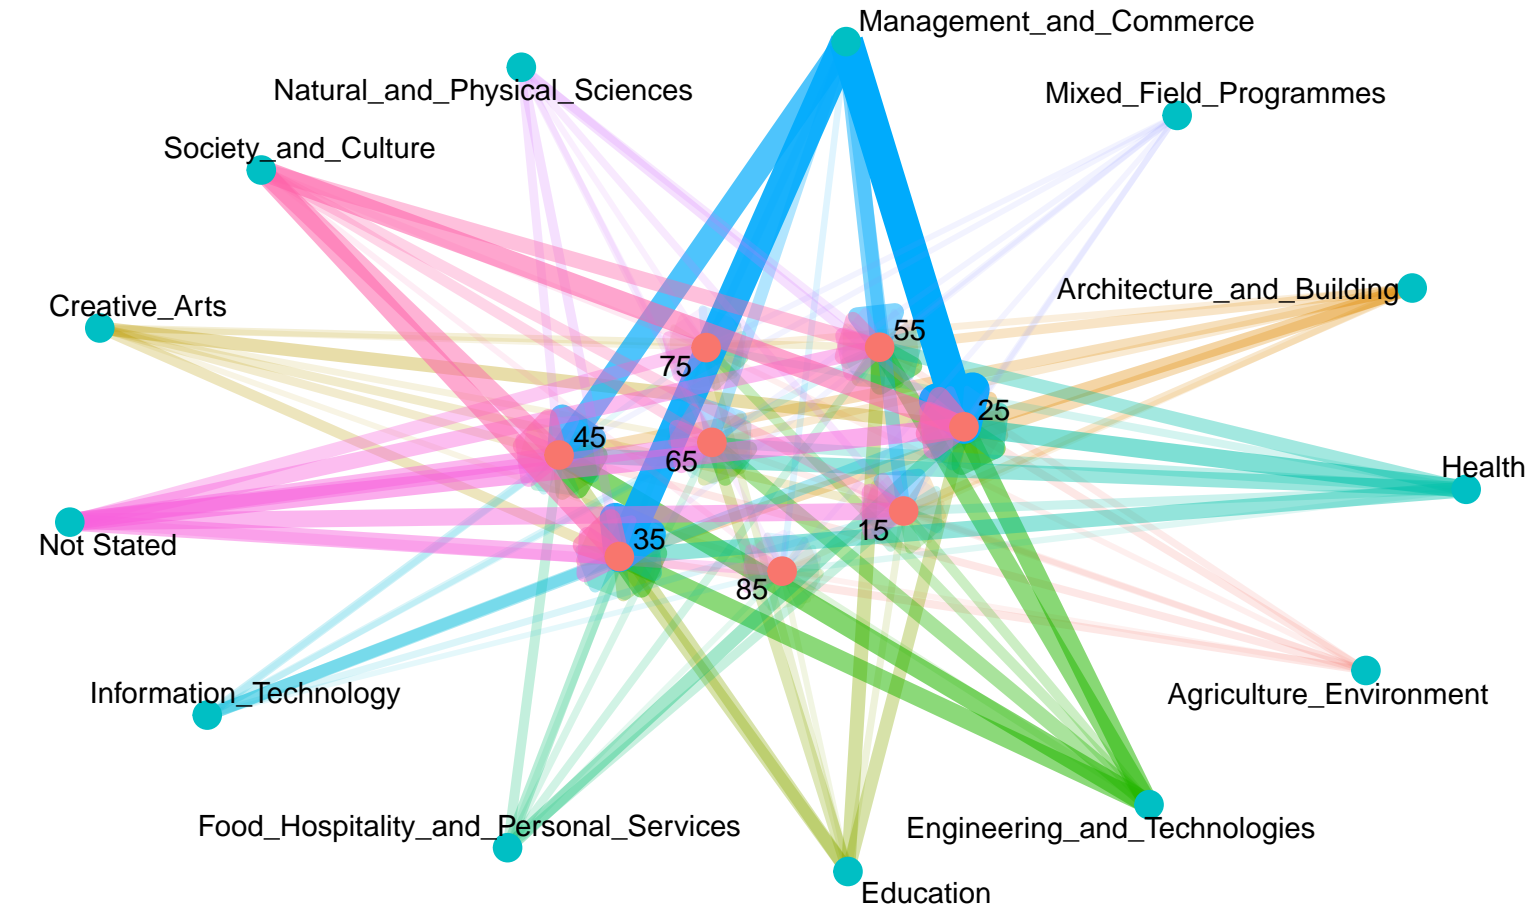 Management_and_Commerce
Natural_and_Physical_Sciences
Mixed_Field_Programmes
Society_and_Culture
Architecture_and_Building
Creative_Arts
55
75
25
45
65
Health
15
35
Not Stated
85
Information_Technology
Agriculture_Environment
Food_Hospitality_and_Personal_Services
Engineering_and_Technologies
Education